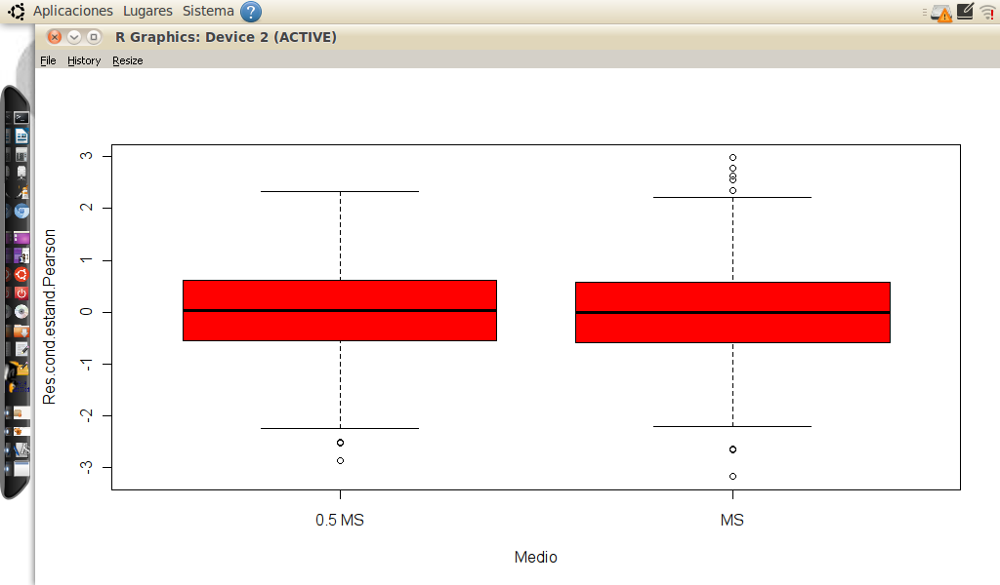 Aplicaciones Lugares Sistema ?
R Graphics: Device 2 (ACTIVE)
File History Resize
Res.cond.estand.Pearson
3
2
1
0
-1
-2
-3
0.5 MS MS
Medio